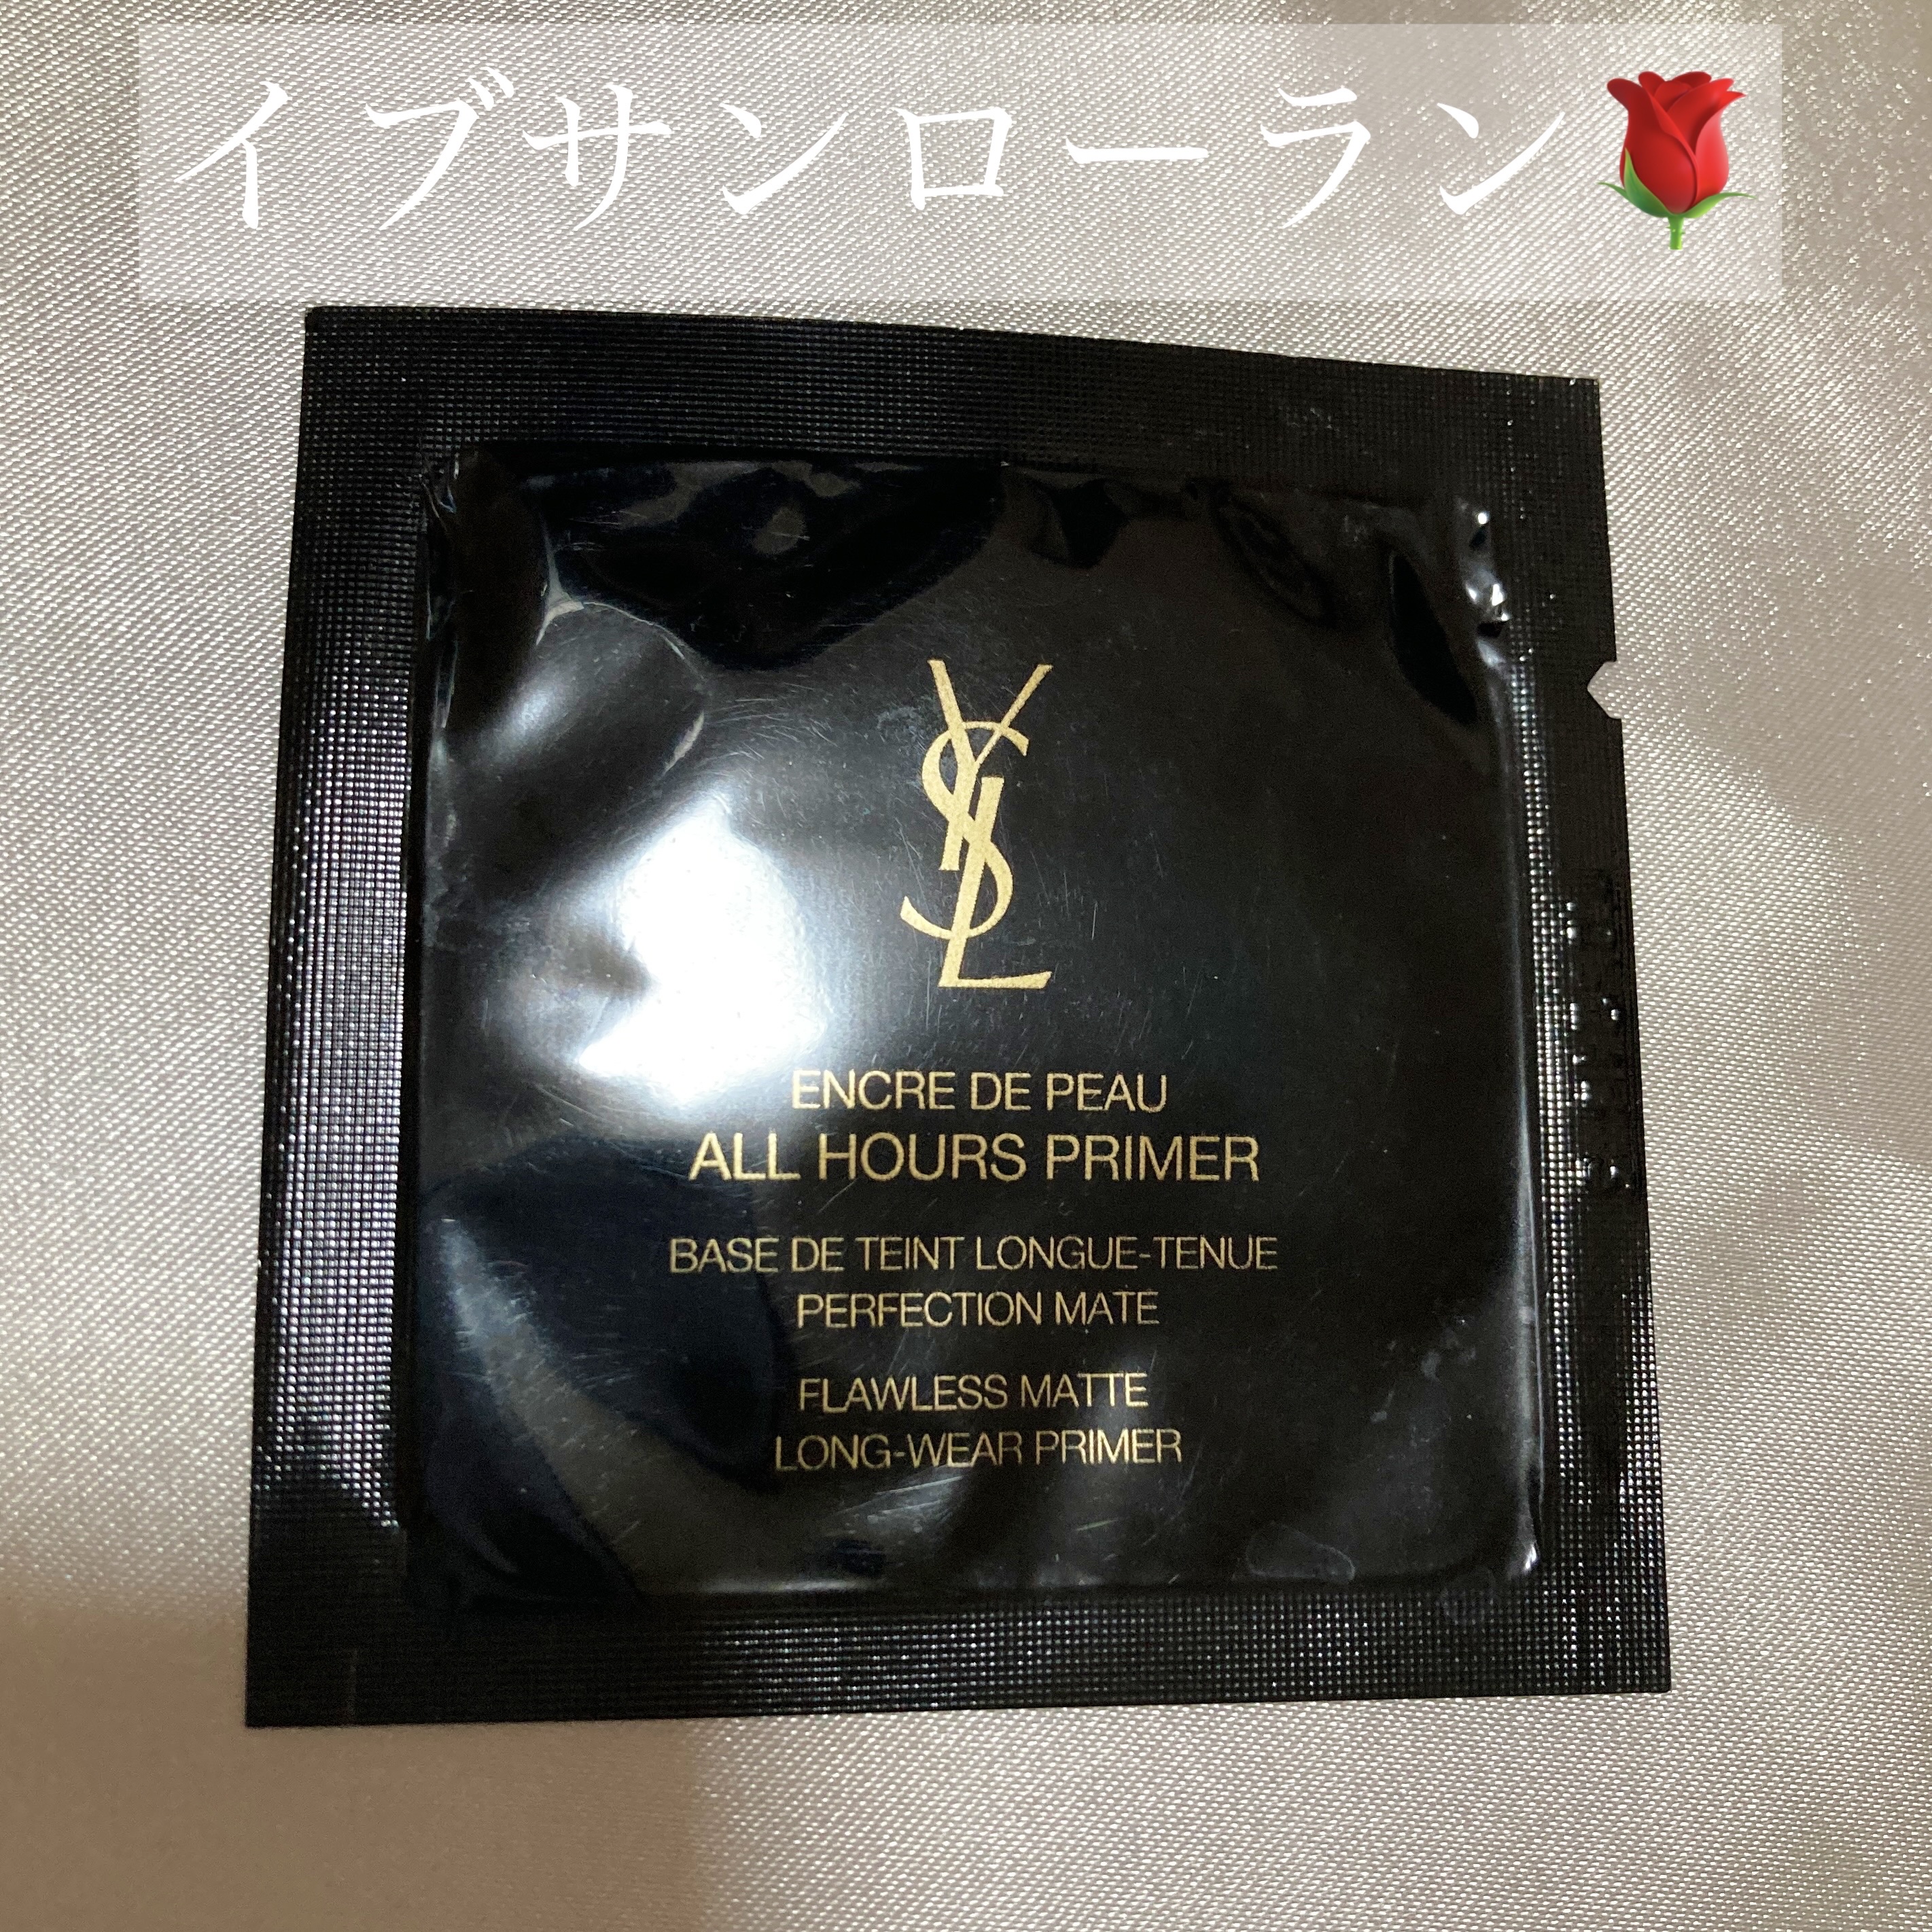 イブサンローラン🌹
YSL
ENCRE DE PEAU
ALL HOURS PRIMER
BASE DE TEINT LONGUE-TENUE
PERFECTION MATE
FLAWLESS MATTE
LONG-WEAR PRIMER